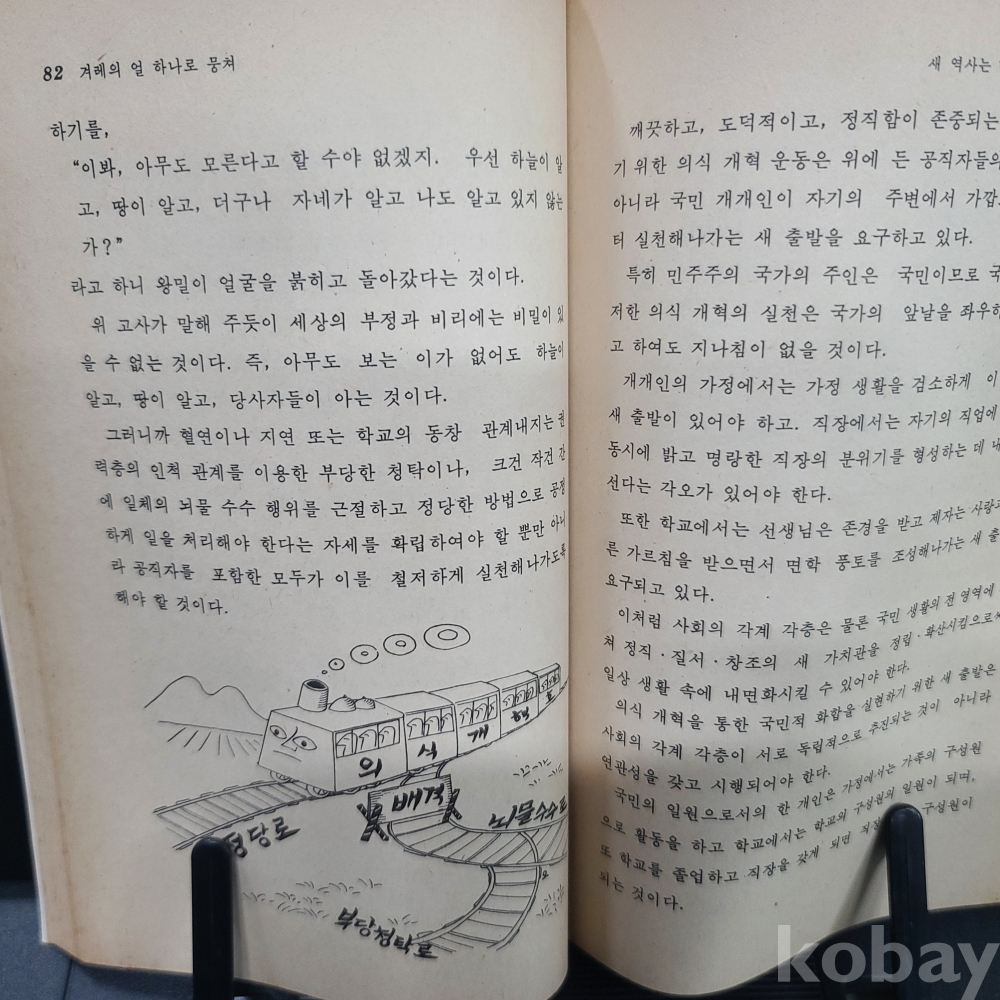 82 겨레의 얼 하나로 뭉쳐
하기를,
“이봐, 아무도 모른다고 할 수야 없겠지. 우선 하늘이 알
고, 땅이 알고, 더구나 자네가 알고 나도 알고 있지 않는
가?”
라고 하니 왕밀이 얼굴을 붉히고 돌아갔다는 것이다.
위 고사가 말해 주듯이 세상의 부정과 비리에는 비밀이 있
을 수 없는 것이다. 즉, 아무도 보는 이가 없어도 하늘이
알고, 땅이 알고, 당사자들이 아는 것이다.
그러니까 혈연이나 지연 또는 학교의 동창 관계내지는 권
력층의 인척 관계를 이용한 부당한 청탁이나, 크건 작건 간
에 일체의 뇌물 수수 행위를 근절하고 정당한 방법으로 공정
하게 일을 처리해야 한다는 자세를 확립하여야 할 뿐만 아니
라 공직자를 포함한 모두가 이를 철저하게 실천해나가도록
해야 할 것이다.
의 식 개 혁 호
배격
정당로
뇌물수수로
부당청탁로
새 역사는
깨끗하고, 도덕적이고, 정직함이 존중되는
기 위한 의식 개혁 운동은 위에 든 공직자들의
아니라 국민 개개인이 자기의 주변에서 가깝
터 실천해나가는 새 출발을 요구하고 있다.
특히 민주주의 국가의 주인은 국민이므로
저한 의식 개혁의 실천은 국가의 앞날을 좌우
고 하여도 지나침이 없을 것이다.
개개인의 가정에서는 가정 생활을 검소하게 이
새 출발이 있어야 하고. 직장에서는 자기의 직업에
동시에 밝고 명랑한 직장의 분위기를 형성하는 데
선다는 각오가 있어야 한다.
또한 학교에서는 선생님은 존경을 받고 제자는 사랑과
른 가르침을 받으면서 면학 풍토를 조성해나가는 새 출
요구되고 있다.
이처럼 사회의 각계 각층은 물론 국민 생활의 전 영역에
쳐 정직·질서·창조의 새 가치관을 정립·확산시킴으로써
일상 생활 속에 내면화시킬 수 있어야 한다.
의식 개혁을 통한 국민적 화합을 실현하기 위한 새 출발은
사회의 각계 각층이 서로 독립적으로 추진되는 것이 아니라
연관성을 갖고 시행되어야 한다.
국민의 일원으로서의 한 개인은 가정에서는 가족의 구성원
으로 활동을 하고 학교에서는 학교의 구성원의 일원이 되며,
또 학교를 졸업하고 직장을 갖게 되면 구성원이
되는 것이다.
kobay